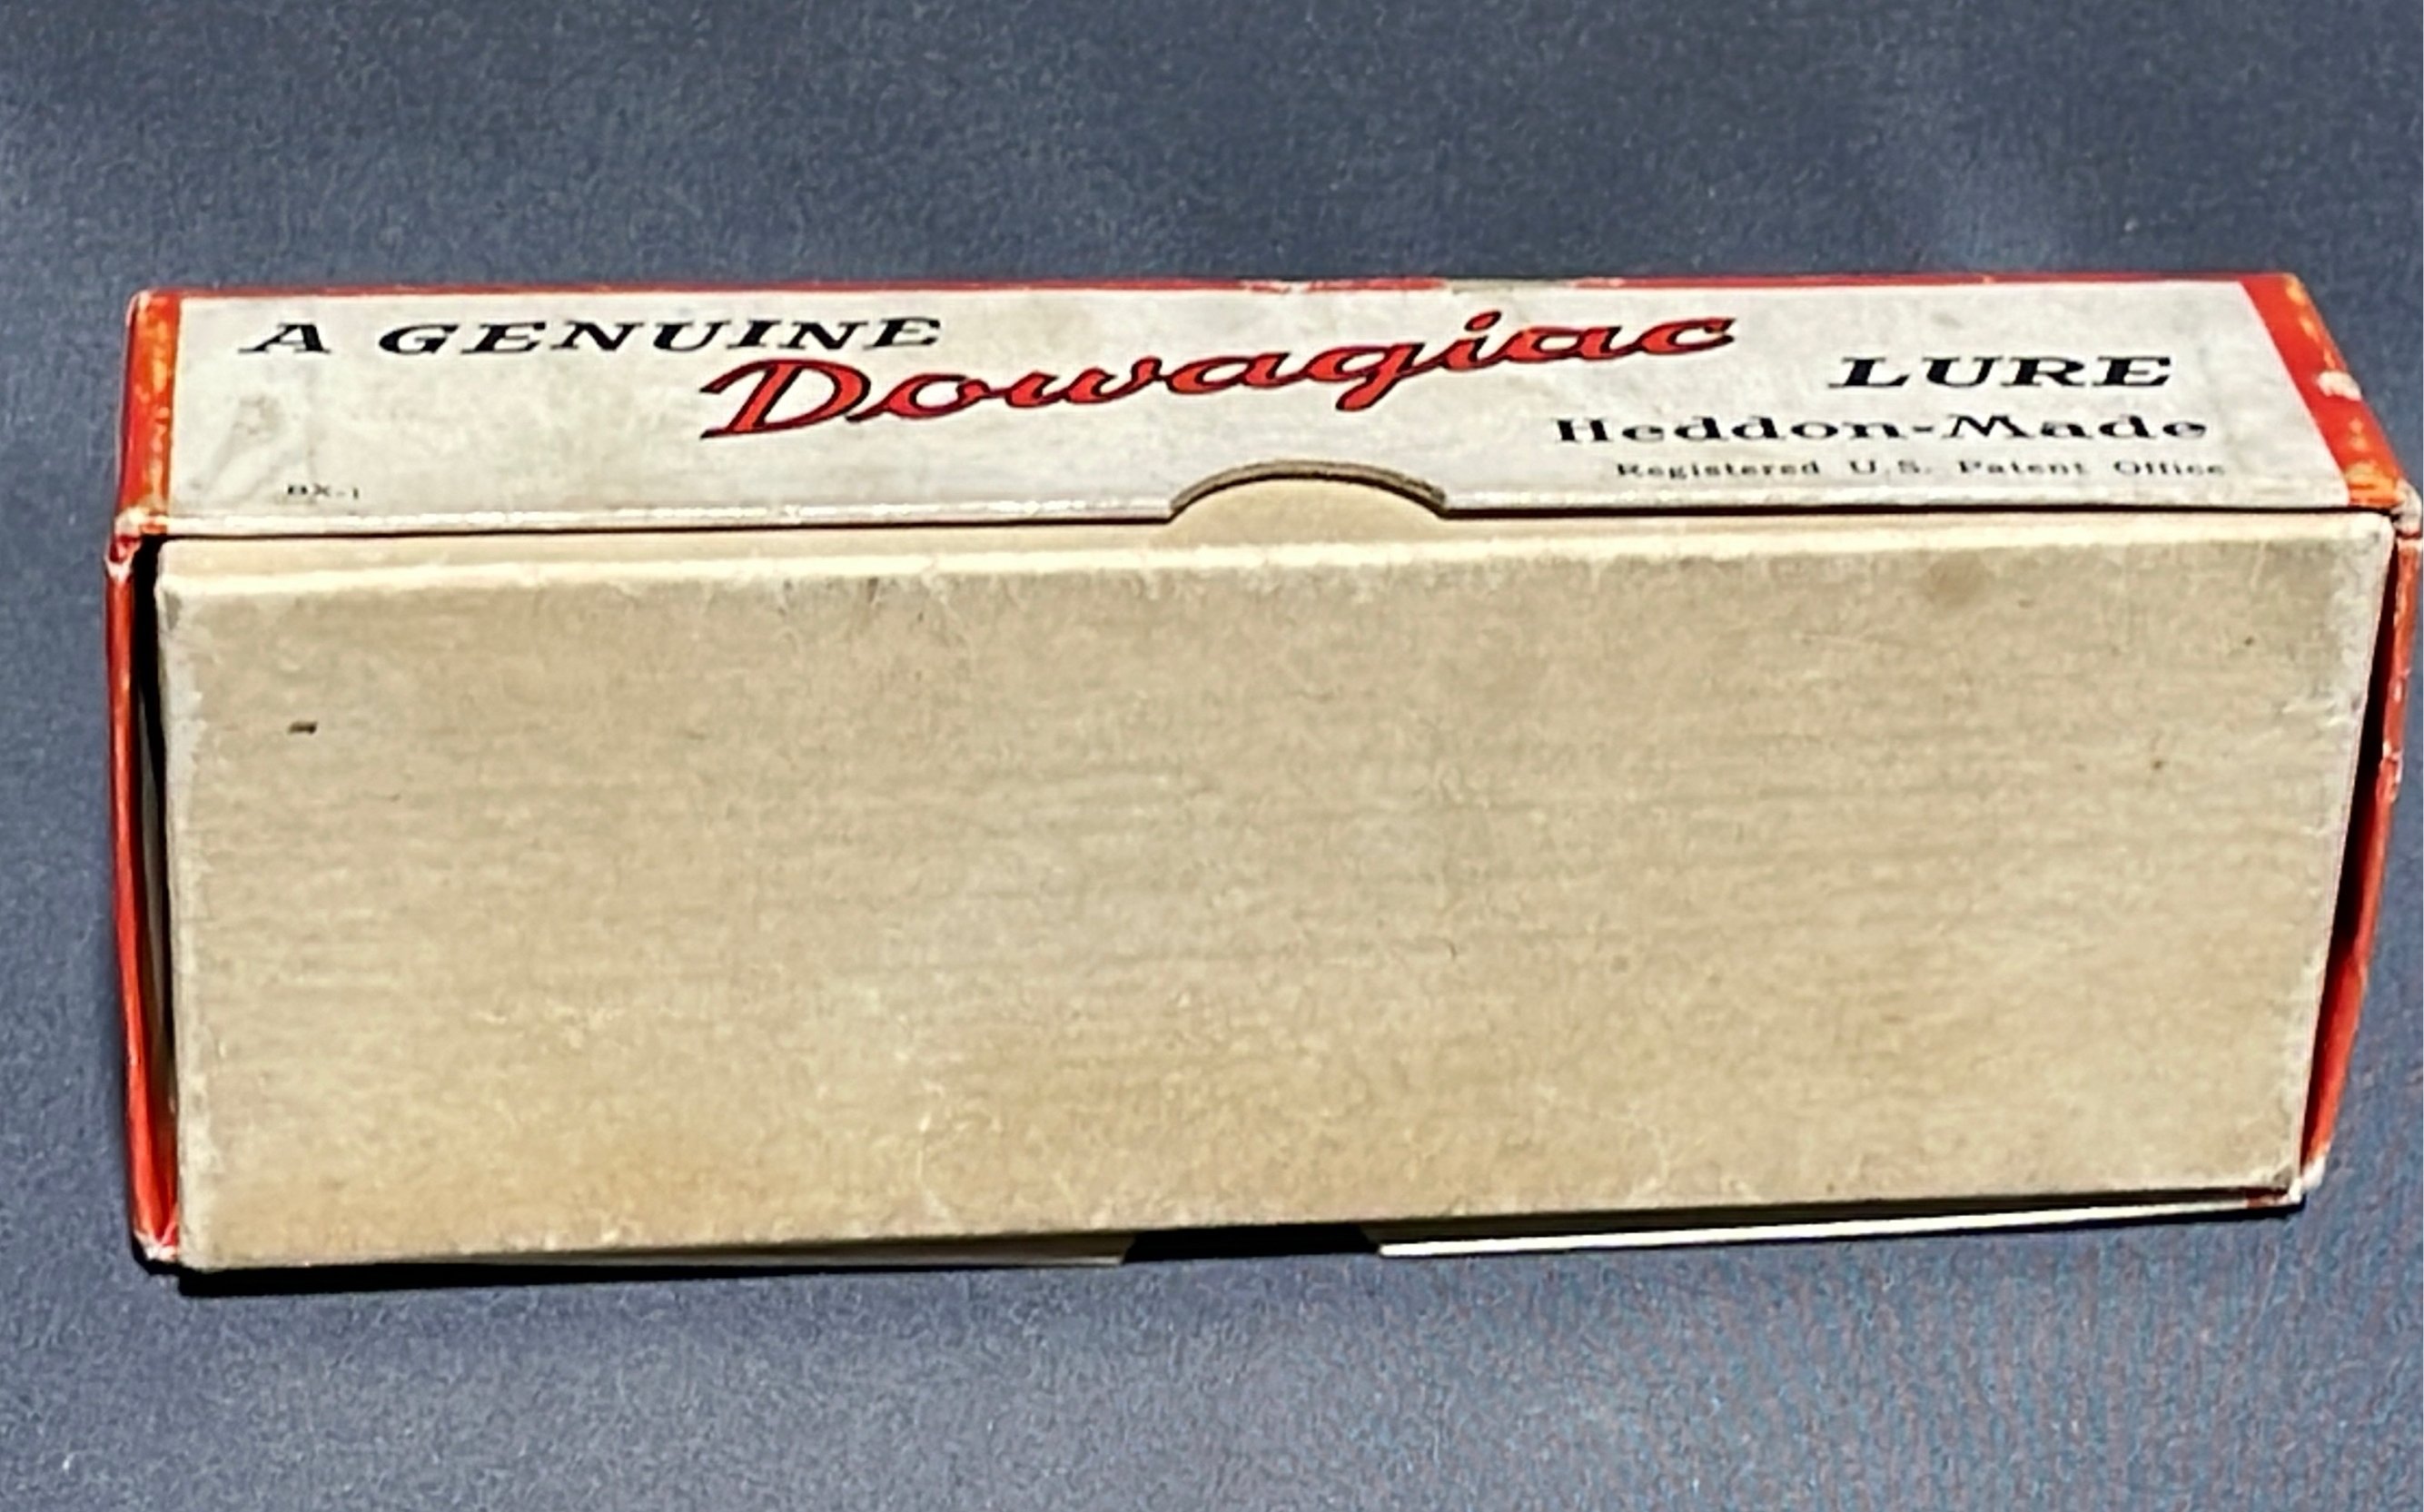 A GENUINE Dowagiac LURE
Heddon-Made
Registered U.S. Patent Office
BX-1